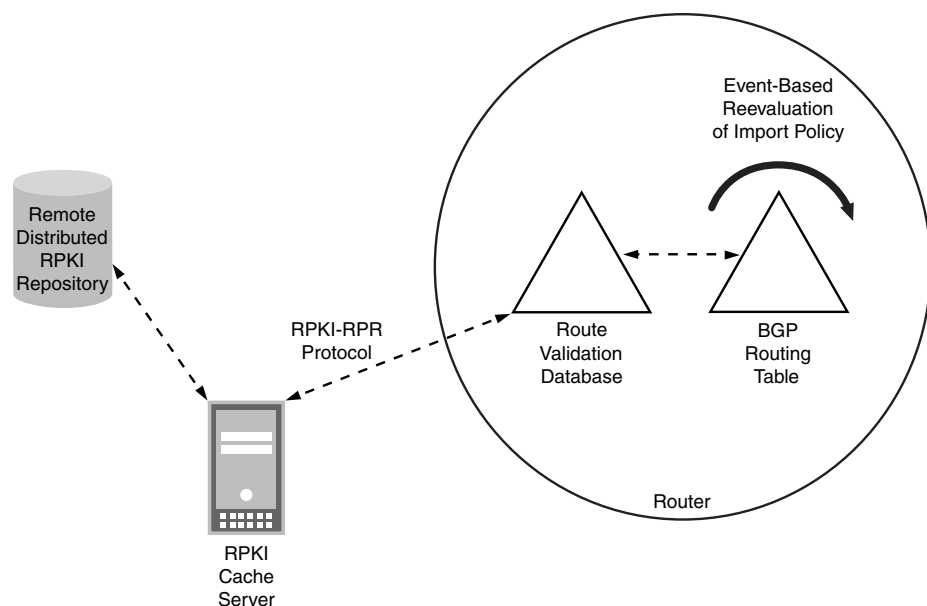 Event-Based
Reevaluation
of Import Policy
Remote
Distributed
RPKI
Repository
RPKI-RPR
Protocol
Route
Validation
Database
BGP
Routing
Table
Router
RPKI
Cache
Server